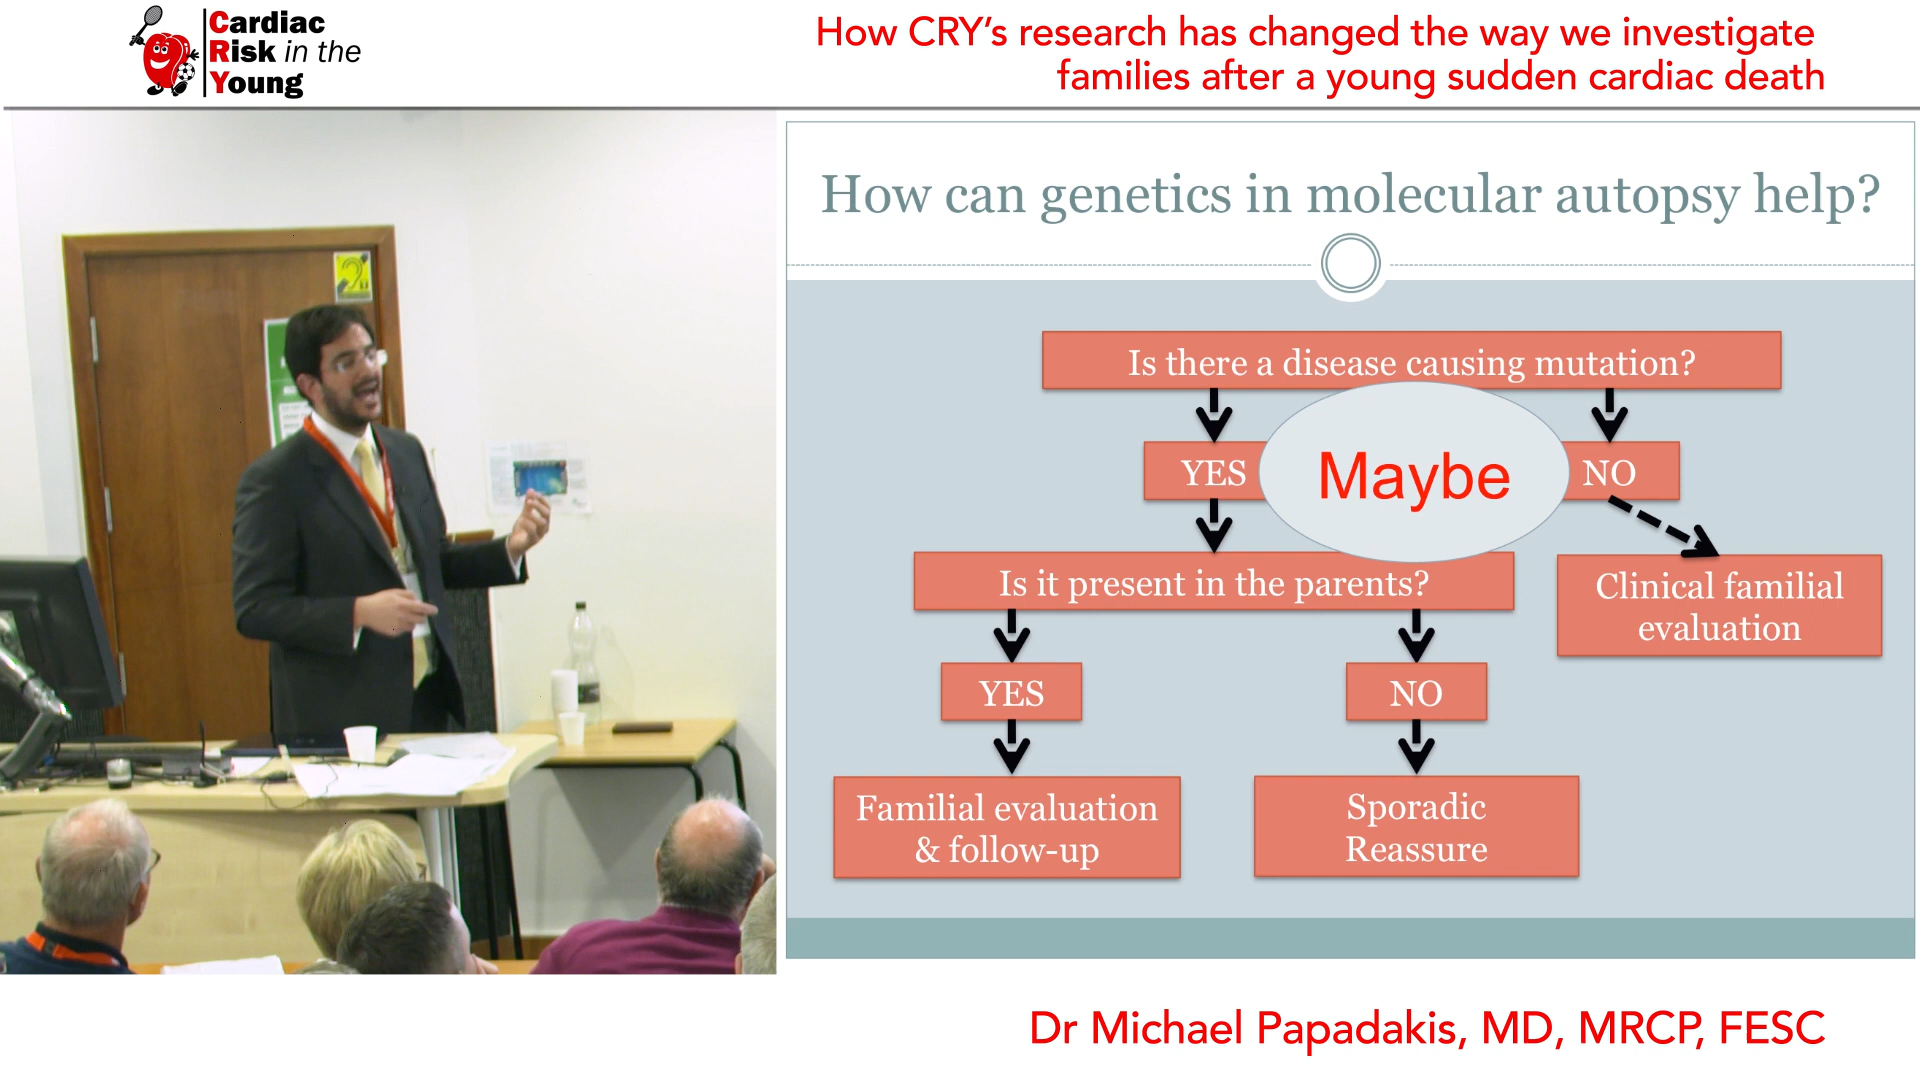 Cardiac
Risk in the
Young
How CRY's research has changed the way we investigate
families after a young sudden cardiac death
How can genetics in molecular autopsy help?
Is there a disease causing mutation?
YES
Maybe
NO
Is it present in the parents?
Clinical familial
evaluation
YES
NO
Familial evaluation
& follow-up
Sporadic
Reassure
Dr Michael Papadakis, MD, MRCP, FESC